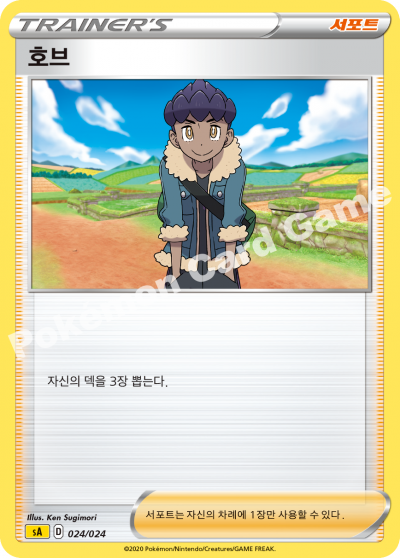 TRAINER'S
서포트
호브
Pokémon Card Game
자신의 덱을 3장 뽑는다.
Illus. Ken Sugimori
sA D 024/024
서포트는 자신의 차례에 1장만 사용할 수 있다.
©2020 Pokémon/Nintendo/Creatures/GAME FREAK.